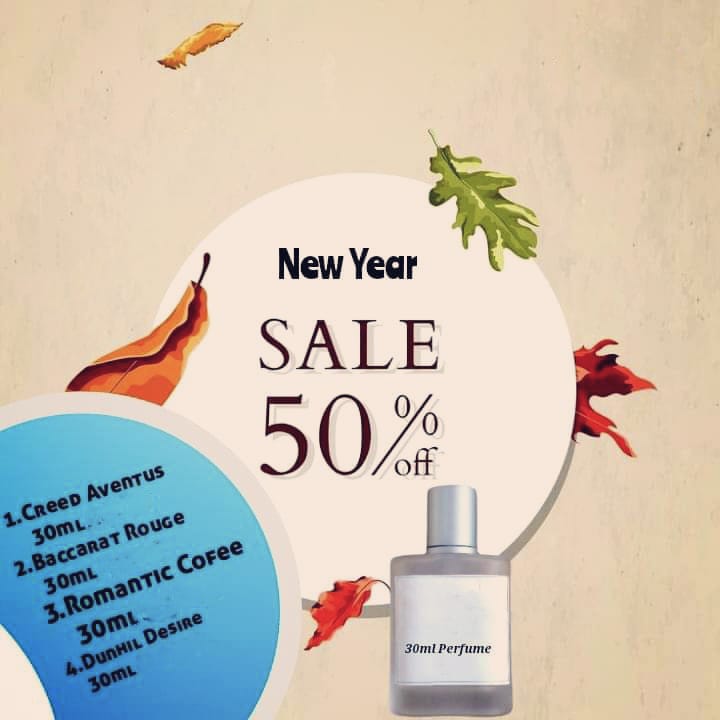 New Year
SALE
50%
off
1.Creed Aventus
30ml
2.Baccarat Rouge
30ml
3.Romantic Cofee
30ml
4.Dunhil Desire
30ml
30ml Perfume